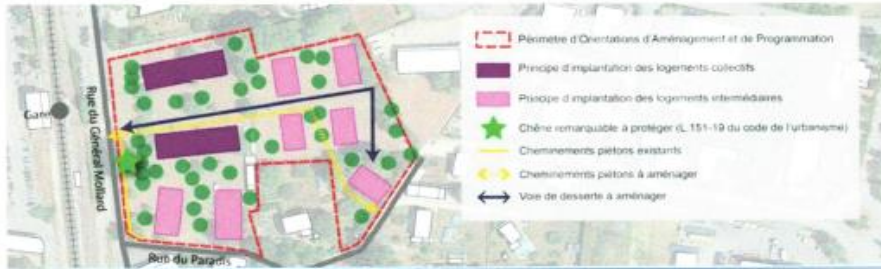 Gare
Rue du Général Mollard
Rue du Paradis
Périmètre d'Orientations d'Aménagement et de Programmation
Principe d'implantation des logements collectifs
Principe d'implantation des logements intermédiaires
Chêne remarquable à protéger (L.151-19 du code de l'urbanisme)
Cheminements piétons existants
Cheminements piétons à aménager
Voie de desserte à aménager